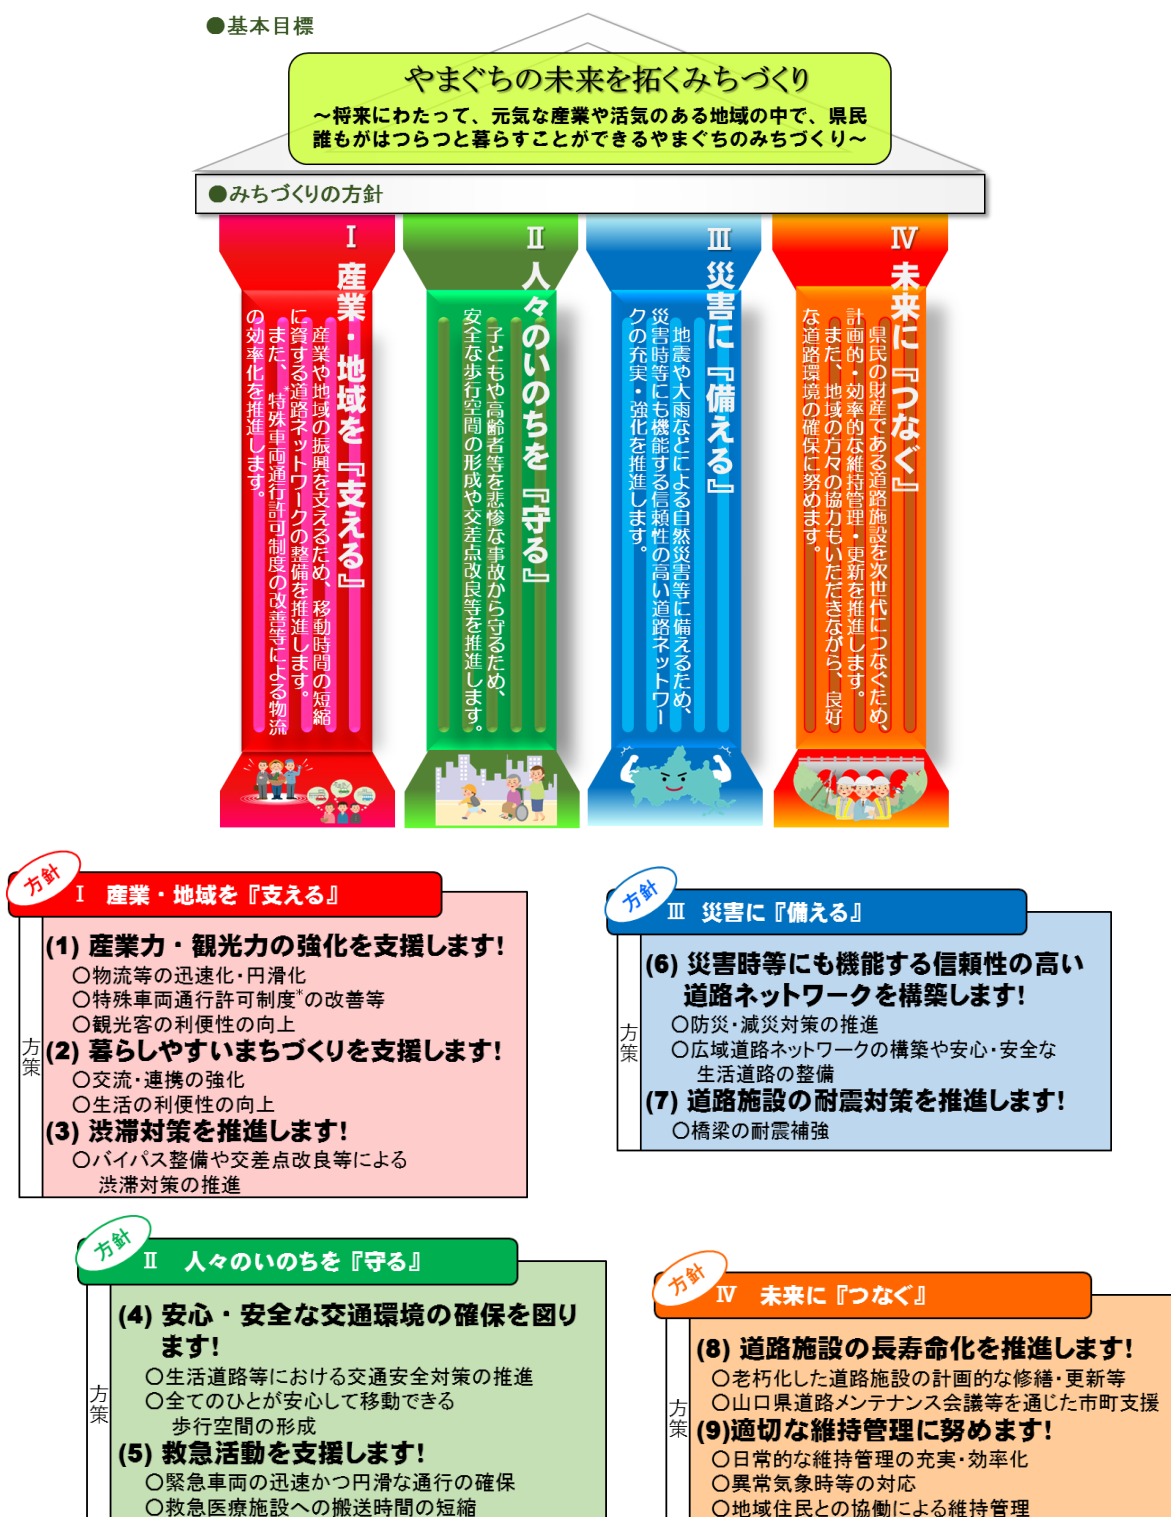 ●基本目標
やまぐちの未来を拓くみちづくり
～将来にわたって、元気な産業や活気のある地域の中で、県民
誰もがはつらつと暮らすことができるやまぐちのみちづくり～
●みちづくりの方針
Ⅰ 産業・地域を『支える』
産業や地域の振興を支えるため、移動時間の短縮
に資する道路ネットワークの整備を推進します。
また、*特殊車両通行許可制度の改善等による物流
の効率化を推進します。
Ⅱ 人々のいのちを『守る』
子どもや高齢者等を悲惨な事故から守るため、
安全な歩行空間の形成や交差点改良等を推進します。
Ⅲ 災害に『備える』
地震や大雨などによる自然災害等に備えるため、
災害時等にも機能する信頼性の高い道路ネットワー
クの充実・強化を推進します。
Ⅳ 未来に『つなぐ』
県民の財産である道路施設を次世代につなぐため、
計画的・効率的な維持管理・更新を推進します。
また、地域の方々の協力もいただきながら、良好
な道路環境の確保に努めます。
方針
Ⅰ 産業・地域を『支える』
方策
(1) 産業力・観光力の強化を支援します!
○物流等の迅速化・円滑化
○特殊車両通行許可制度*の改善等
○観光客の利便性の向上
(2) 暮らしやすいまちづくりを支援します!
○交流・連携の強化
○生活の利便性の向上
(3) 渋滞対策を推進します!
○バイパス整備や交差点改良等による
渋滞対策の推進
方針
Ⅲ 災害に『備える』
方策
(6) 災害時等にも機能する信頼性の高い
道路ネットワークを構築します!
○防災・減災対策の推進
○広域道路ネットワークの構築や安心・安全な
生活道路の整備
(7) 道路施設の耐震対策を推進します!
○橋梁の耐震補強
方針
Ⅱ 人々のいのちを『守る』
方策
(4) 安心・安全な交通環境の確保を図り
ます!
○生活道路等における交通安全対策の推進
○全てのひとが安心して移動できる
歩行空間の形成
(5) 救急活動を支援します!
○緊急車両の迅速かつ円滑な通行の確保
○救急医療施設への搬送時間の短縮
方針
Ⅳ 未来に『つなぐ』
方策
(8) 道路施設の長寿命化を推進します!
○老朽化した道路施設の計画的な修繕・更新等
○山口県道路メンテナンス会議等を通じた市町支援
(9)適切な維持管理に努めます!
○日常的な維持管理の充実・効率化
○異常気象時等の対応
○地域住民との協働による維持管理